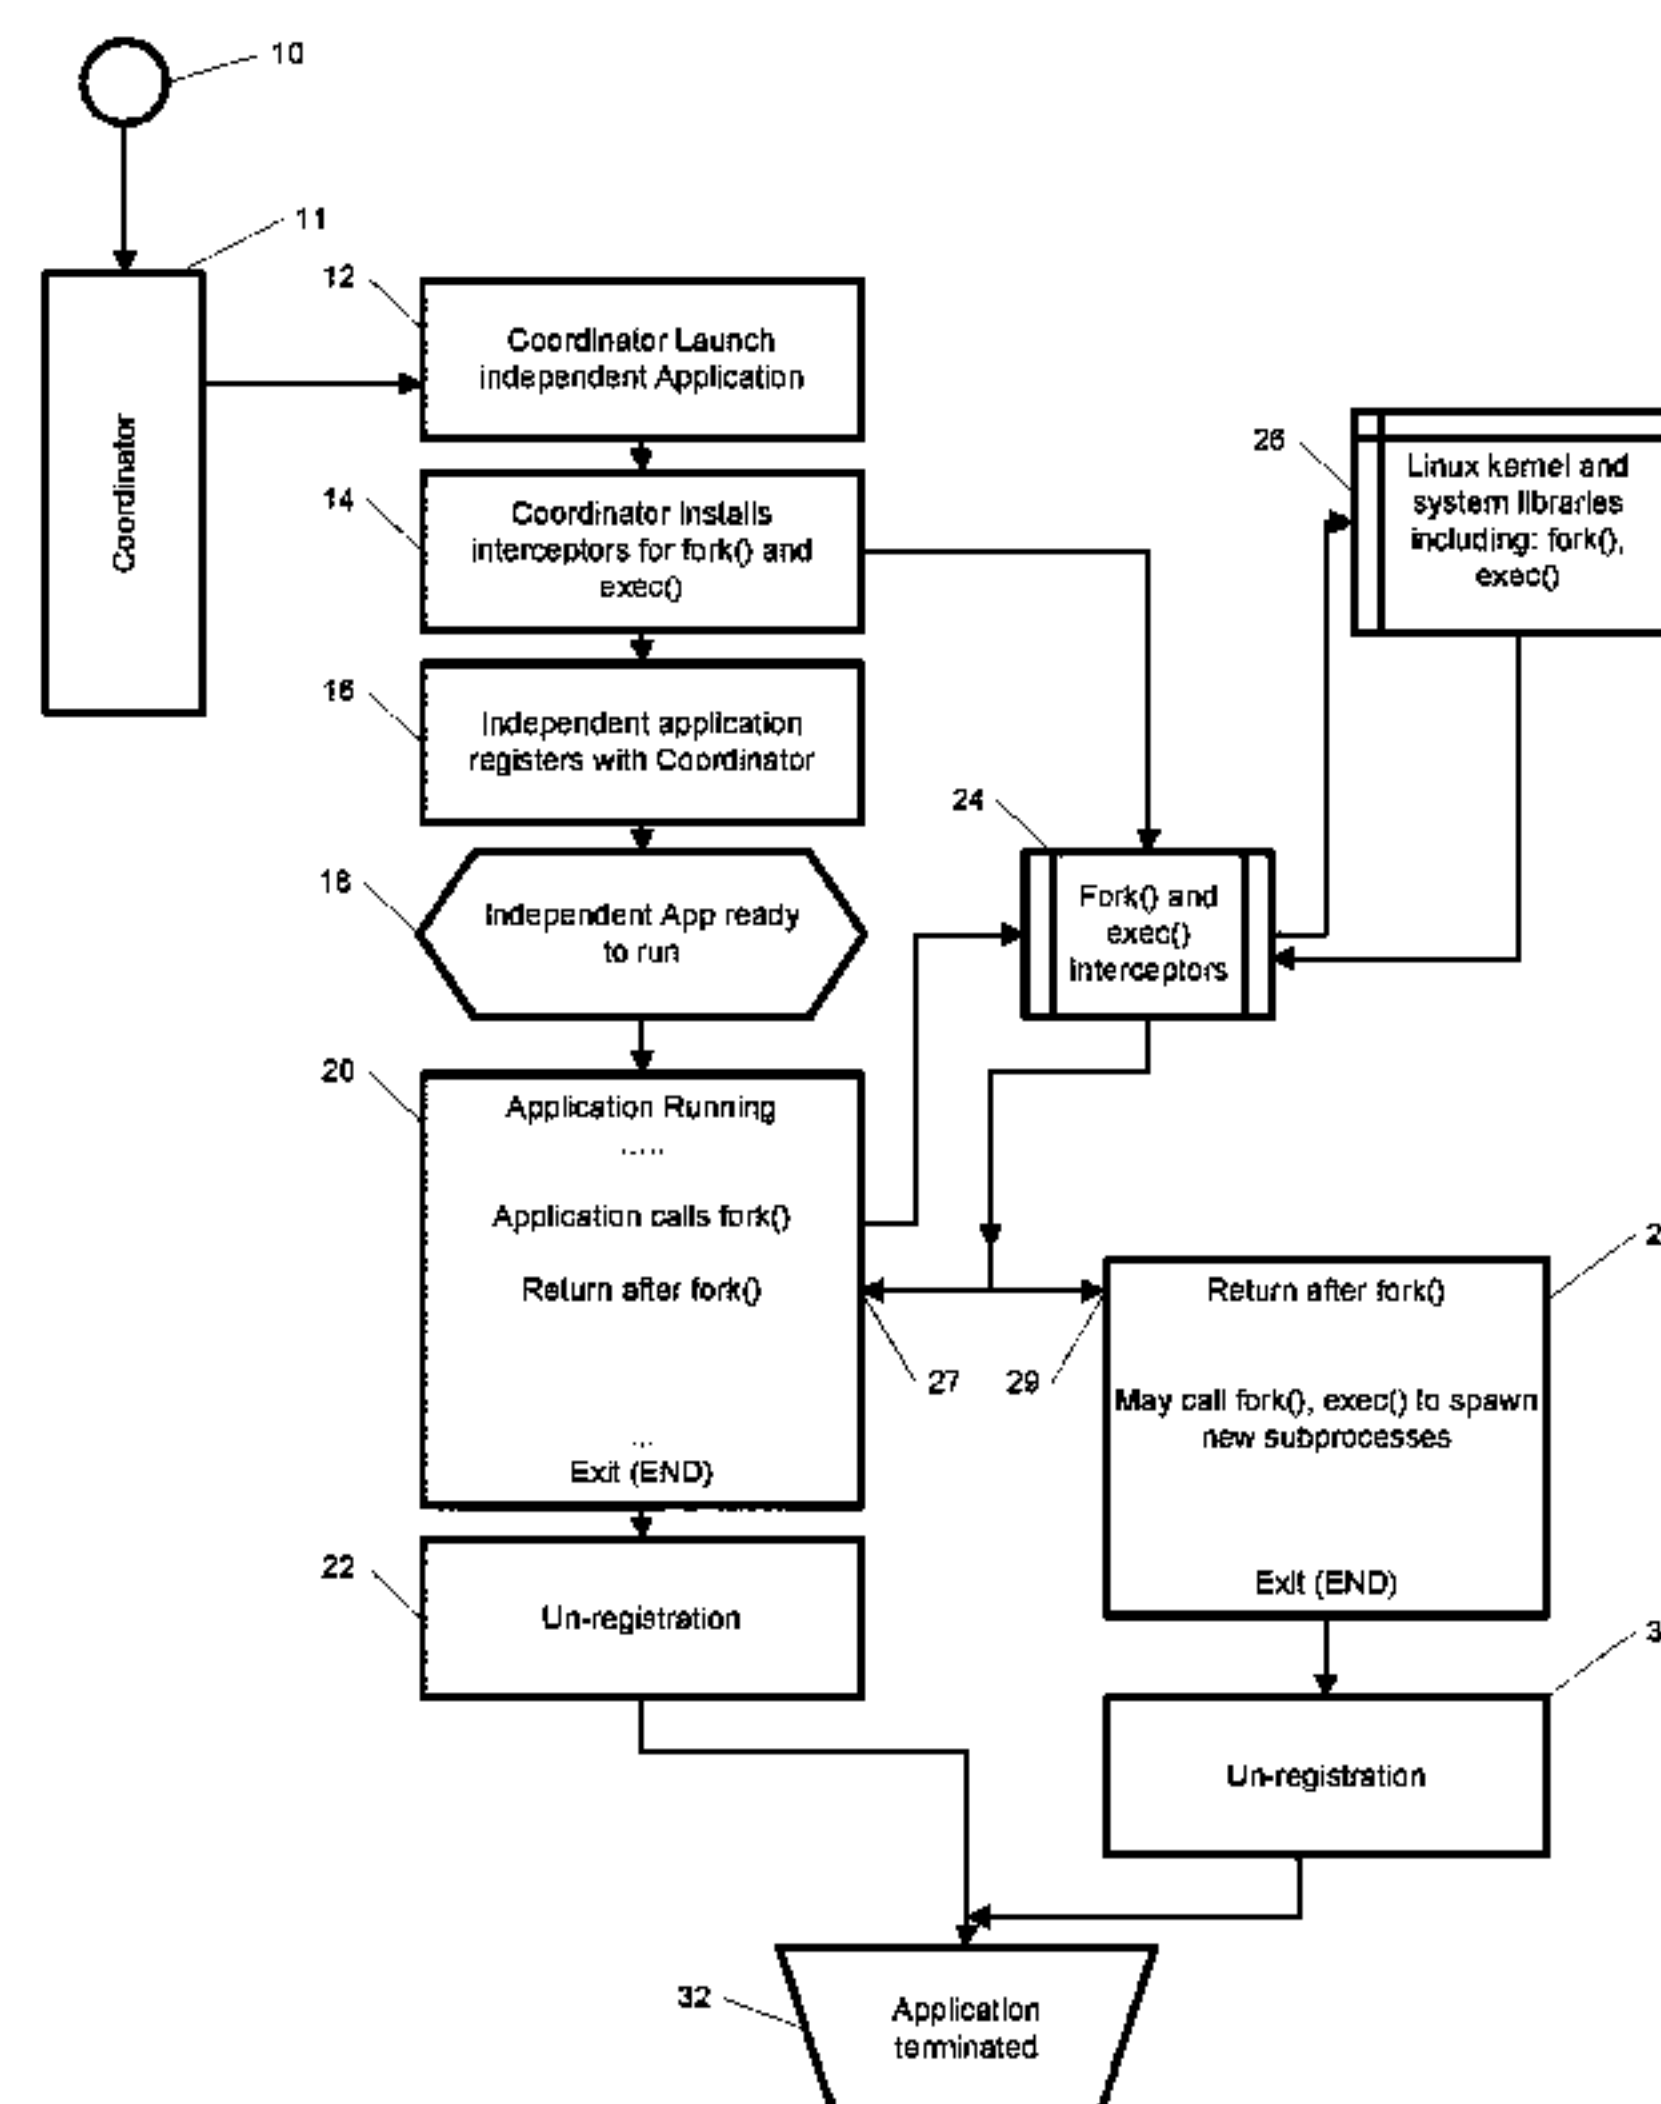 10
11
Coordinator
12
Coordinator Launch
independent Application
14
Coordinator installs
interceptors for fork() and
exec()
16
Independent application
registers with Coordinator
18
Independent App ready
to run
20
Application Running
.....
Application calls fork()
Return after fork()
...
Exit (END)
22
Un-registration
24
Fork() and
exec()
interceptors
26
Linux kernel and
system libraries
including: fork(),
exec()
27
29
2
Return after fork()
May call fork(), exec() to spawn
new subprocesses
Exit (END)
3
Un-registration
32
Application
terminated